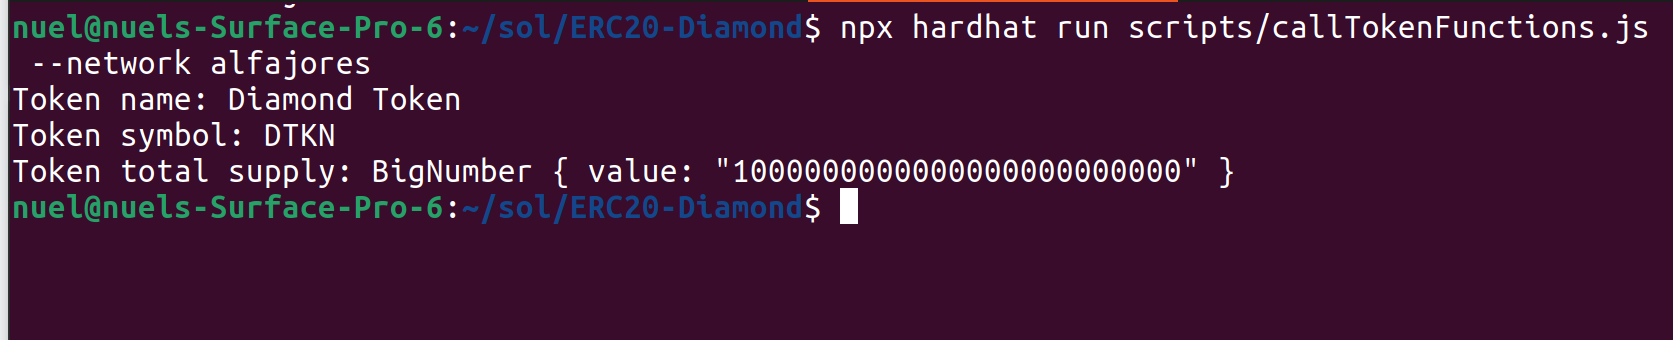 nuel@nuels-Surface-Pro-6:~/sol/ERC20-Diamond$ npx hardhat run scripts/callTokenFunctions.js
--network alfajores
Token name: Diamond Token
Token symbol: DTKN
Token total supply: BigNumber { value: "1000000000000000000000000" }
nuel@nuels-Surface-Pro-6:~/sol/ERC20-Diamond$